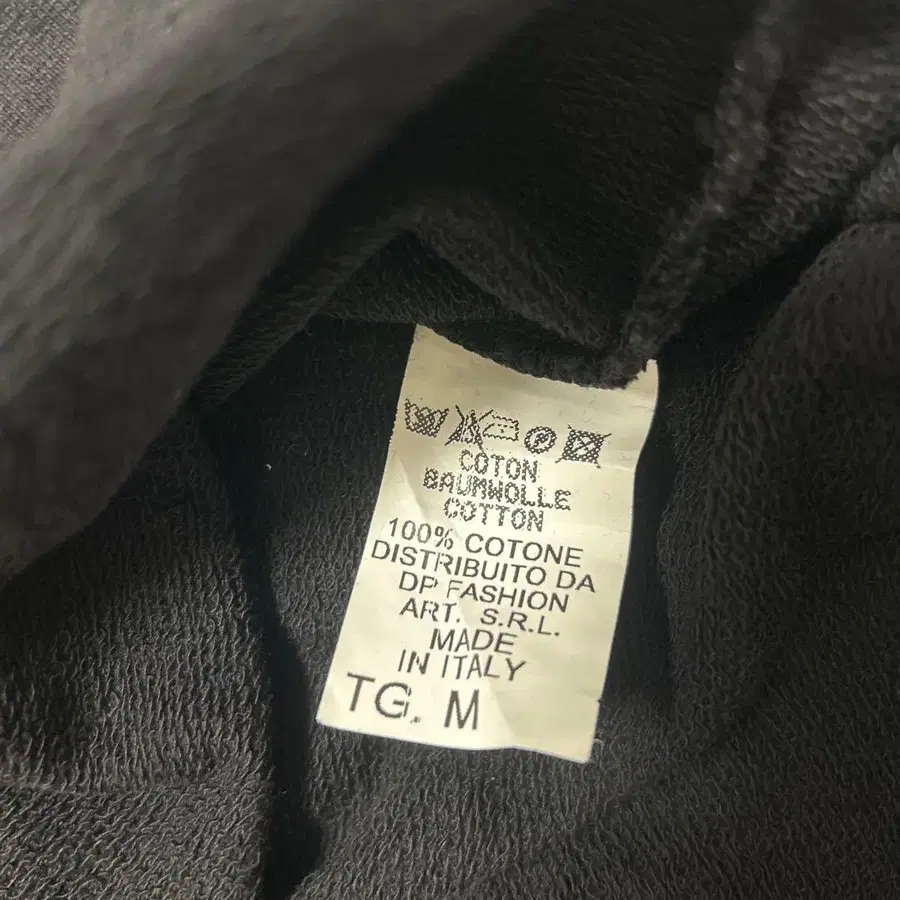 P
COTON
BAUMWOLLE
COTTON
100% COTONE
DISTRIBUITO DA
DP FASHION
ART. S.R.L.
MADE
IN ITALY
TG. M